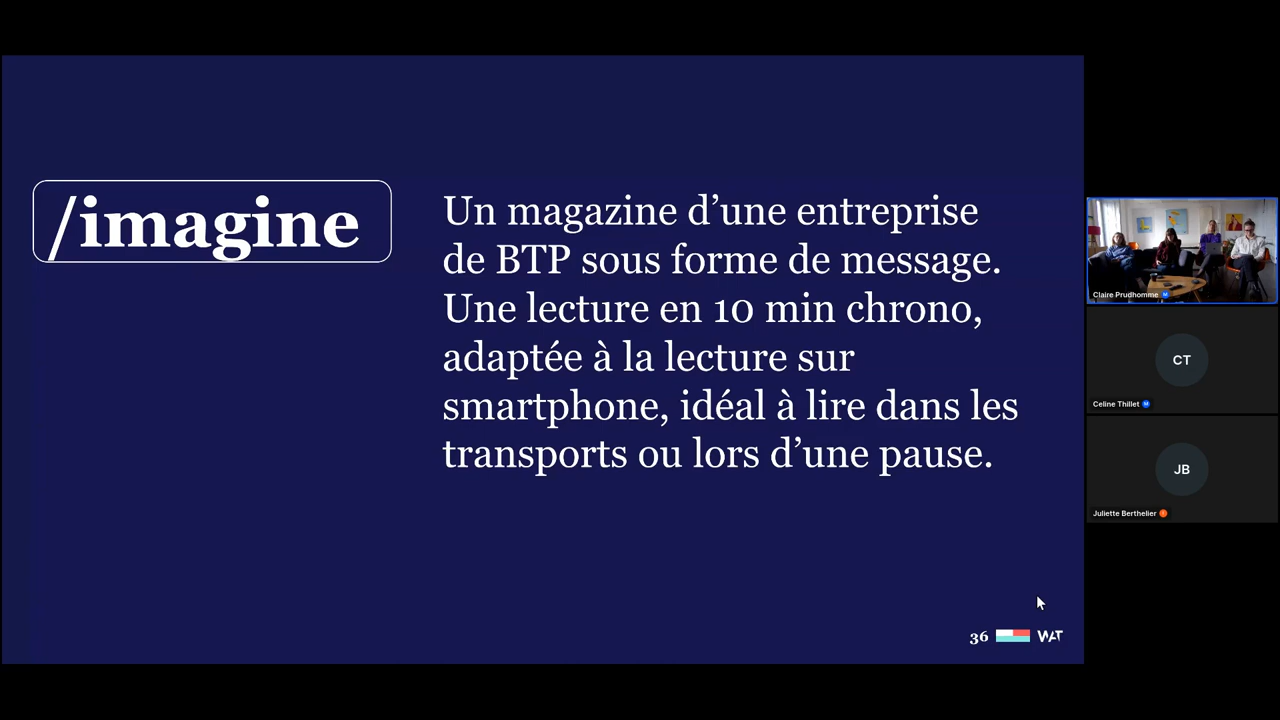 /imagine
Un magazine d’une entreprise
de BTP sous forme de message.
Une lecture en 10 min chrono,
adaptée à la lecture sur
smartphone, idéal à lire dans les
transports ou lors d’une pause.
36 WAT
Claire Prudhomme M
CT
Celine Thillet M
JB
Juliette Berthelier